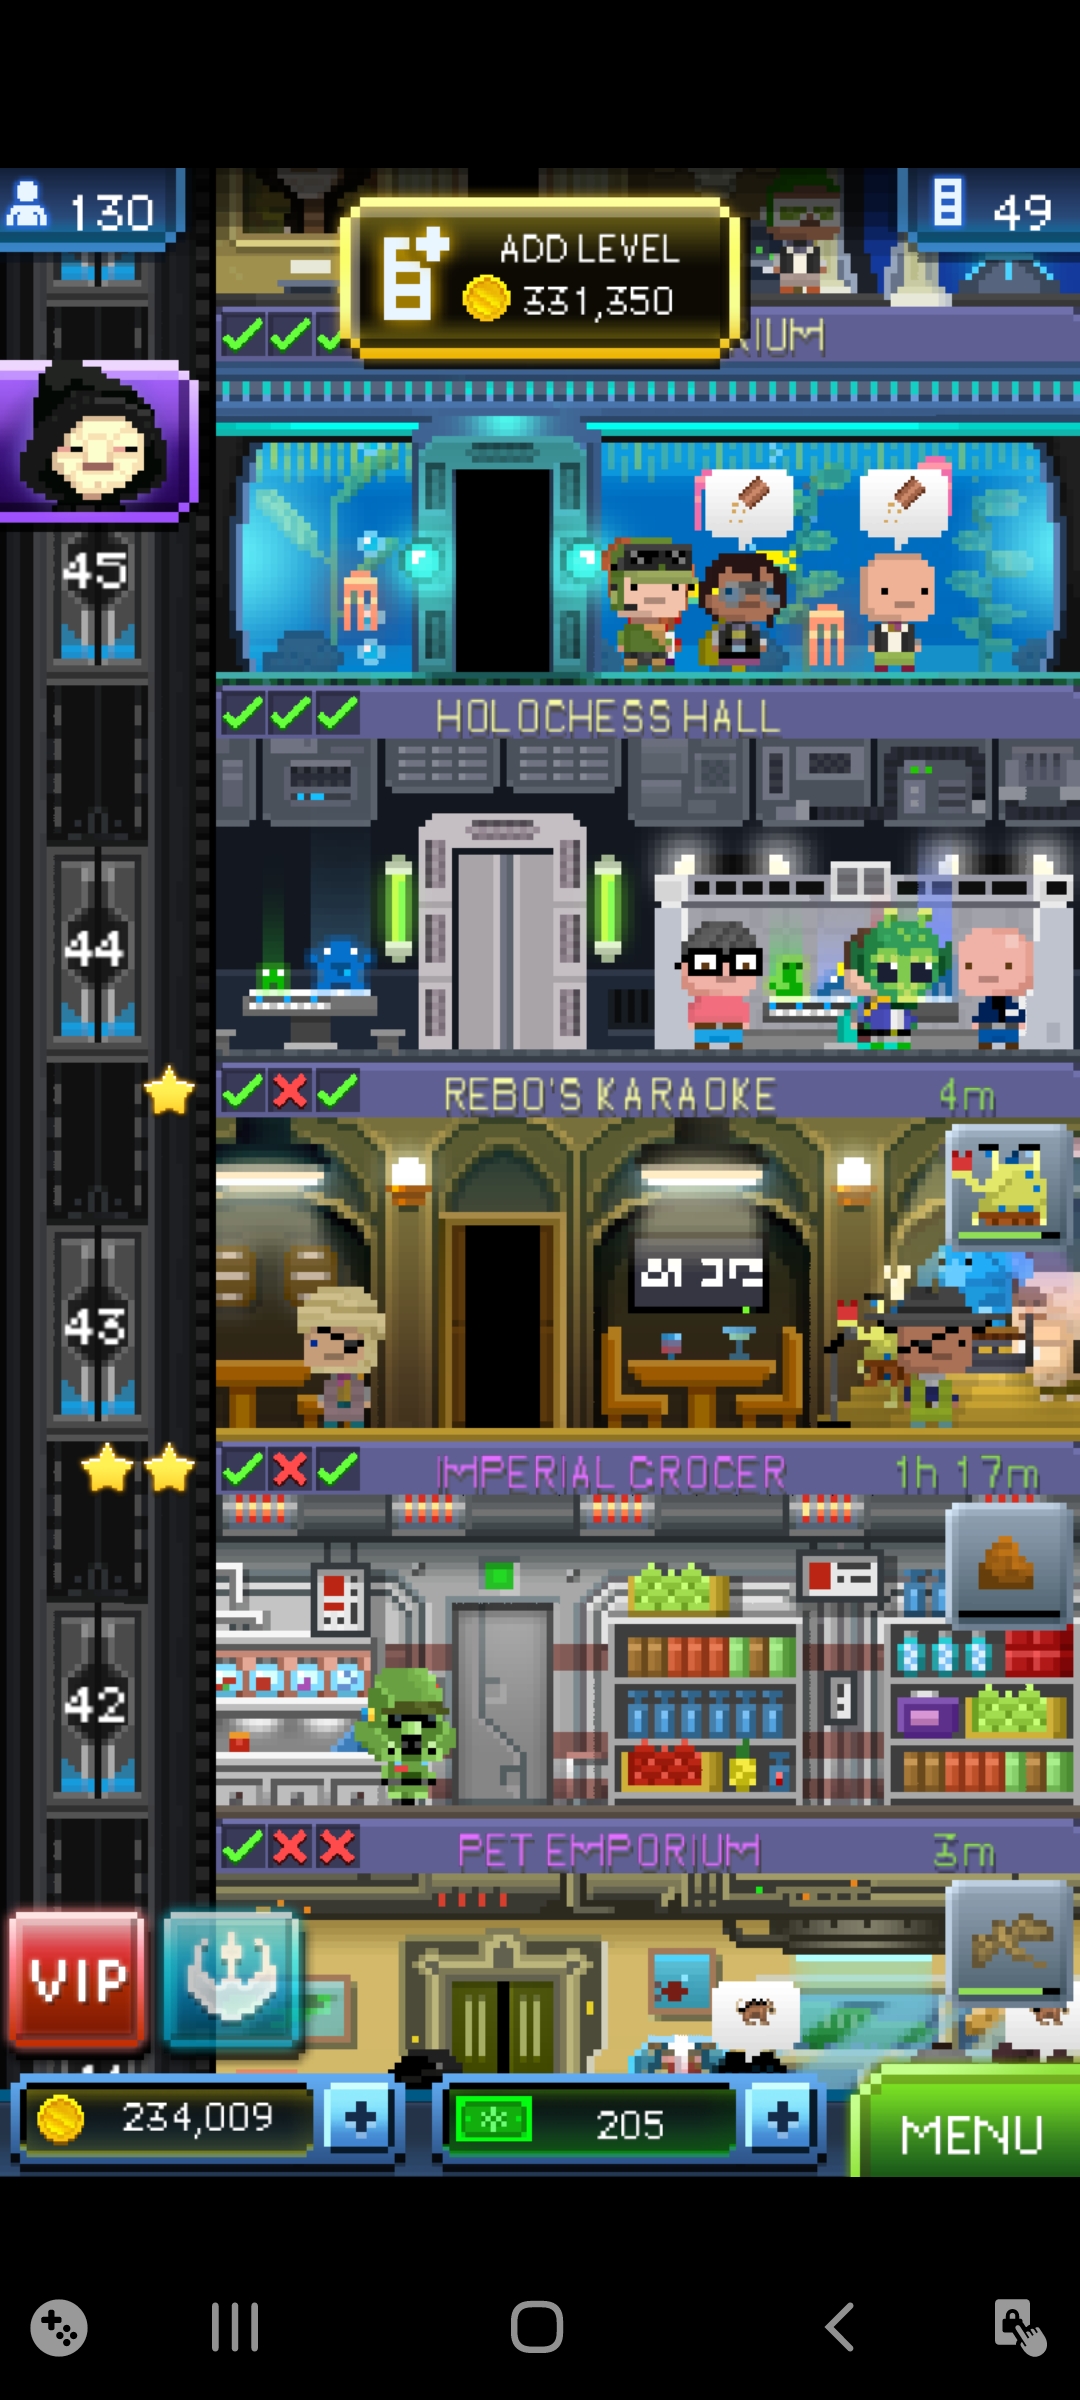 130
49
ADD LEVEL
331,350
45
HOLOCHESS HALL
44
REBO'S KARAOKE
4m
43
IMPERIAL GROCER
1h 17m
42
PET EMPORIUM
3m
VIP
234,009
205
MENU